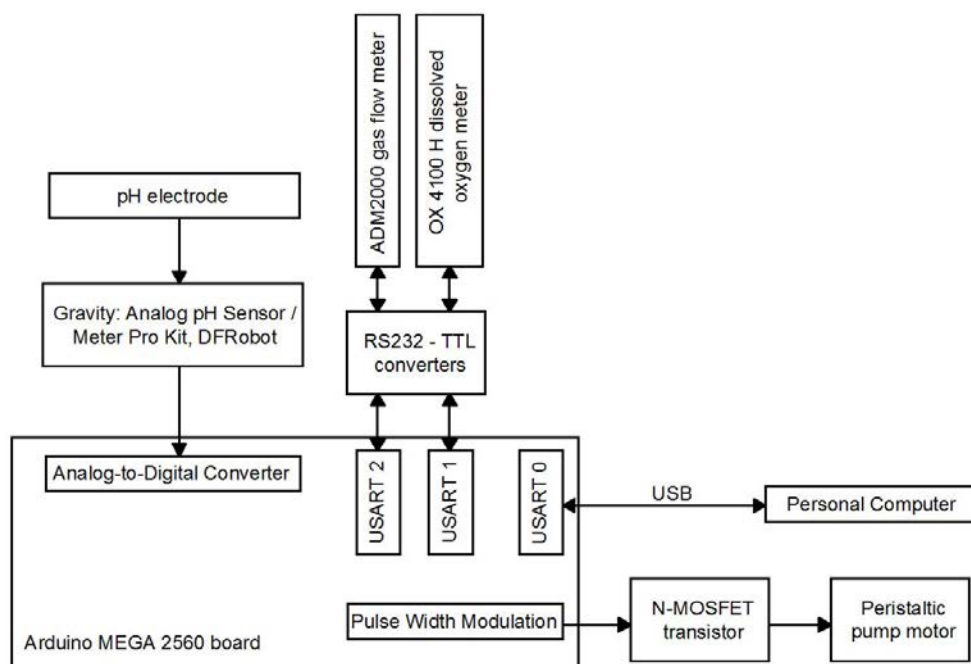 ADM2000 gas flow meter
OX 4100 H dissolved
oxygen meter
pH electrode
Gravity: Analog pH Sensor /
Meter Pro Kit, DFRobot
RS232 - TTL
converters
Analog-to-Digital Converter
USART 2
USART 1
USART 0
USB
Personal Computer
Pulse Width Modulation
N-MOSFET
transistor
Peristaltic
pump motor
Arduino MEGA 2560 board